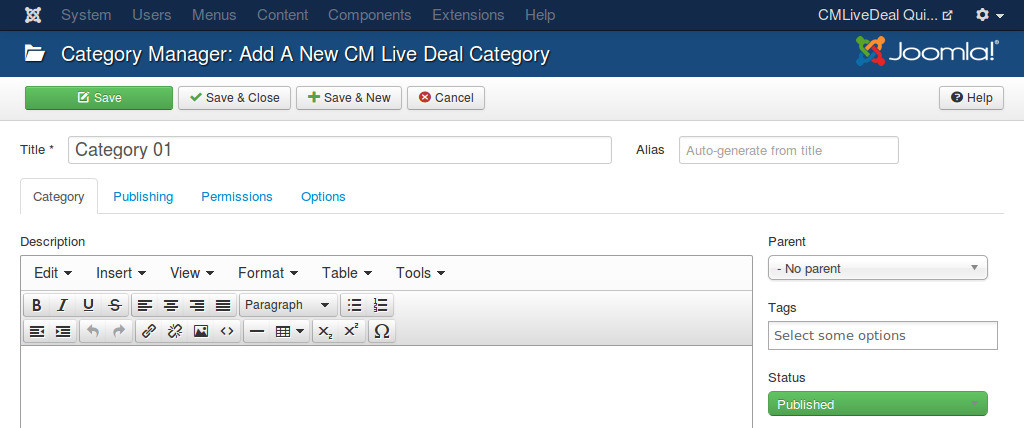 System Users Menus Content Components Extensions Help CMLiveDeal Qui...
Category Manager: Add A New CM Live Deal Category Joomla!®
Save Save & Close Save & New Cancel Help
Title * Category 01 Alias Auto-generate from title
Category Publishing Permissions Options
Description Parent
Edit Insert View Format Table Tools - No parent
B I U S Paragraph
Tags
x₂ x² Ω Select some options
Status
Published